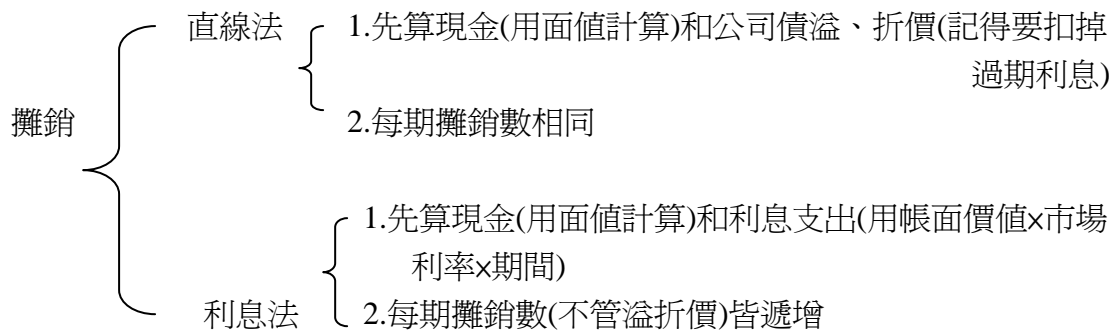 直線法
1.先算現金(用面值計算)和公司債溢、折價(記得要扣掉
過期利息)
攤銷
2.每期攤銷數相同
1.先算現金(用面值計算)和利息支出(用帳面價值×市場
利率×期間)
利息法
2.每期攤銷數(不管溢折價)皆遞增